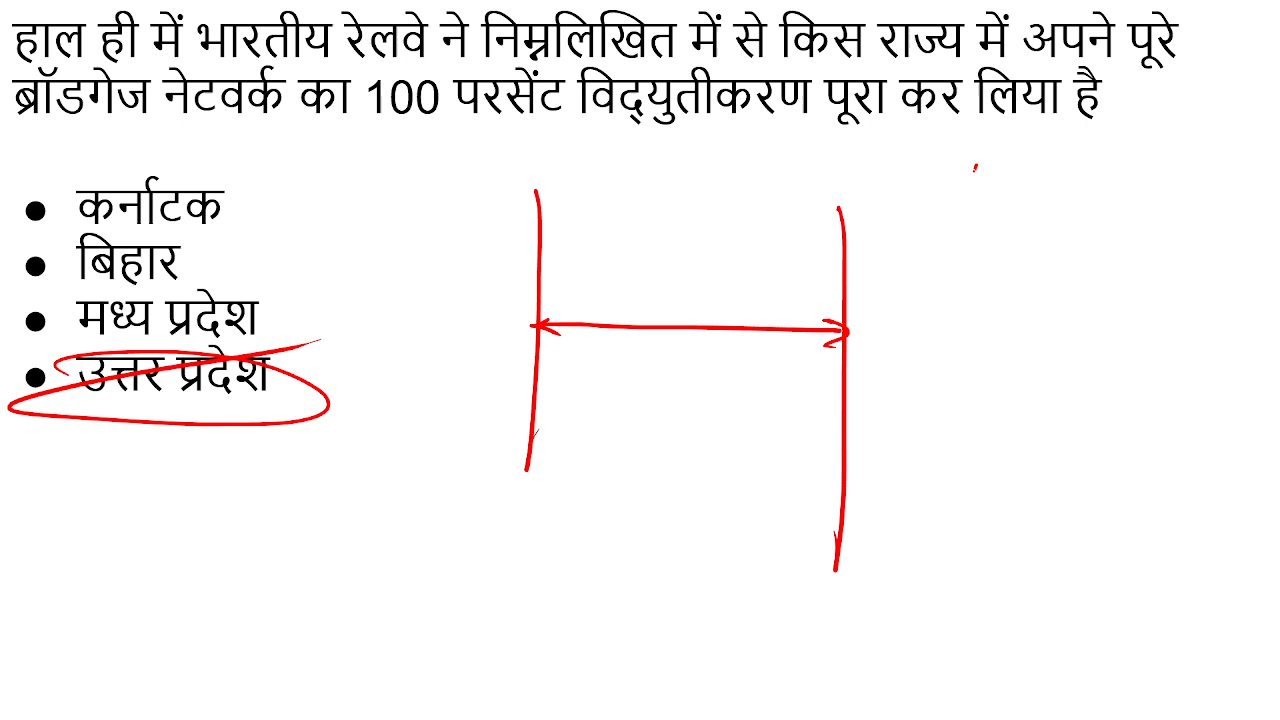 हाल ही में भारतीय रेलवे ने निम्नलिखित में से किस राज्य में अपने पूरे
ब्रॉडगेज नेटवर्क का 100 परसेंट विद्युतीकरण पूरा कर लिया है
● कर्नाटक
● बिहार
● मध्य प्रदेश
● उत्तर प्रदेश